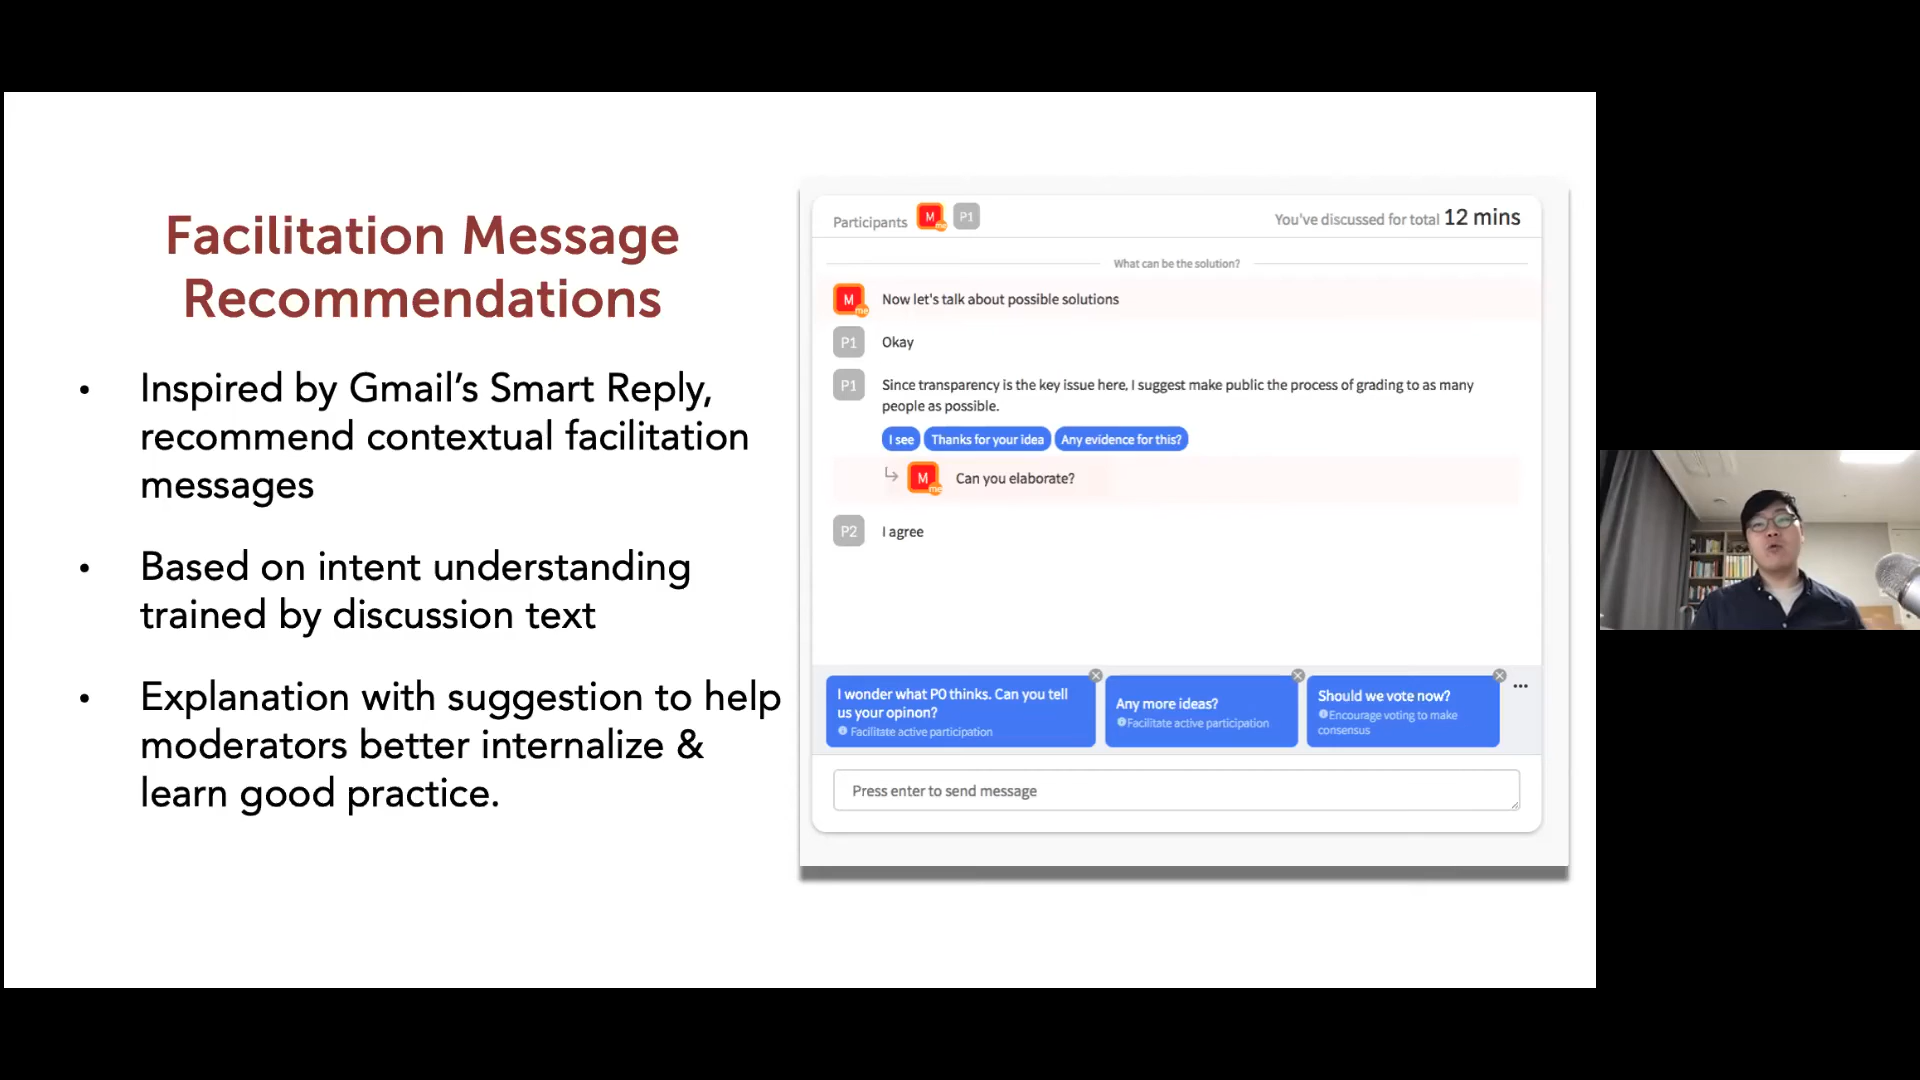 Facilitation Message
Recommendations
• Inspired by Gmail’s Smart Reply,
recommend contextual facilitation
messages
• Based on intent understanding
trained by discussion text
• Explanation with suggestion to help
moderators better internalize &
learn good practice.
Participants M me P1
You've discussed for total 12 mins
What can be the solution?
M me Now let's talk about possible solutions
P1 Okay
P1 Since transparency is the key issue here, I suggest make public the process of grading to as many
people as possible.
I see Thanks for your idea Any evidence for this?
M me Can you elaborate?
P2 I agree
I wonder what P0 thinks. Can you tell
us your opinon?
Facilitate active participation
Any more ideas?
Facilitate active participation
Should we vote now?
Encourage voting to make
consensus
Press enter to send message